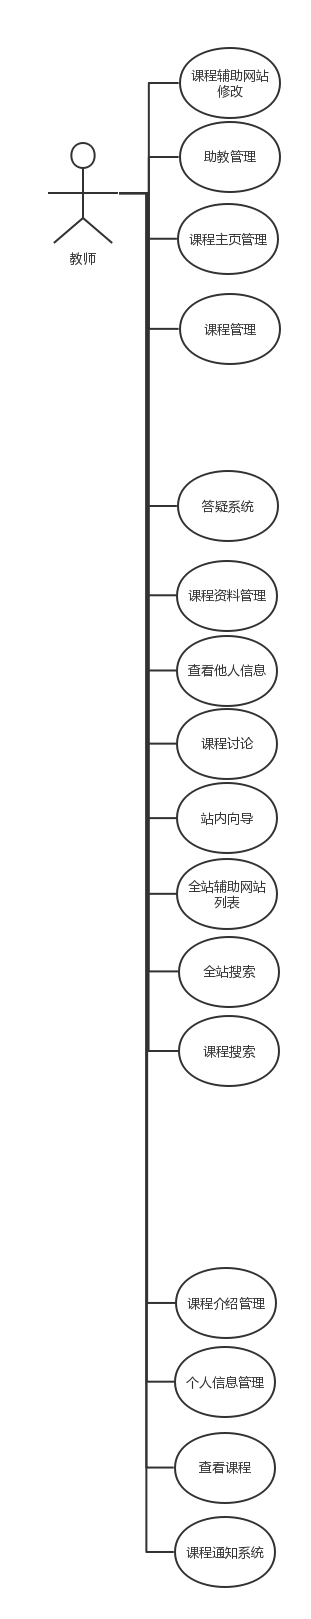 课程辅助网站
修改
助教管理
课程主页管理
教师
课程管理
答疑系统
课程资料管理
查看他人信息
课程讨论
站内向导
全站辅助网站
列表
全站搜索
课程搜索
课程介绍管理
个人信息管理
查看课程
课程通知系统